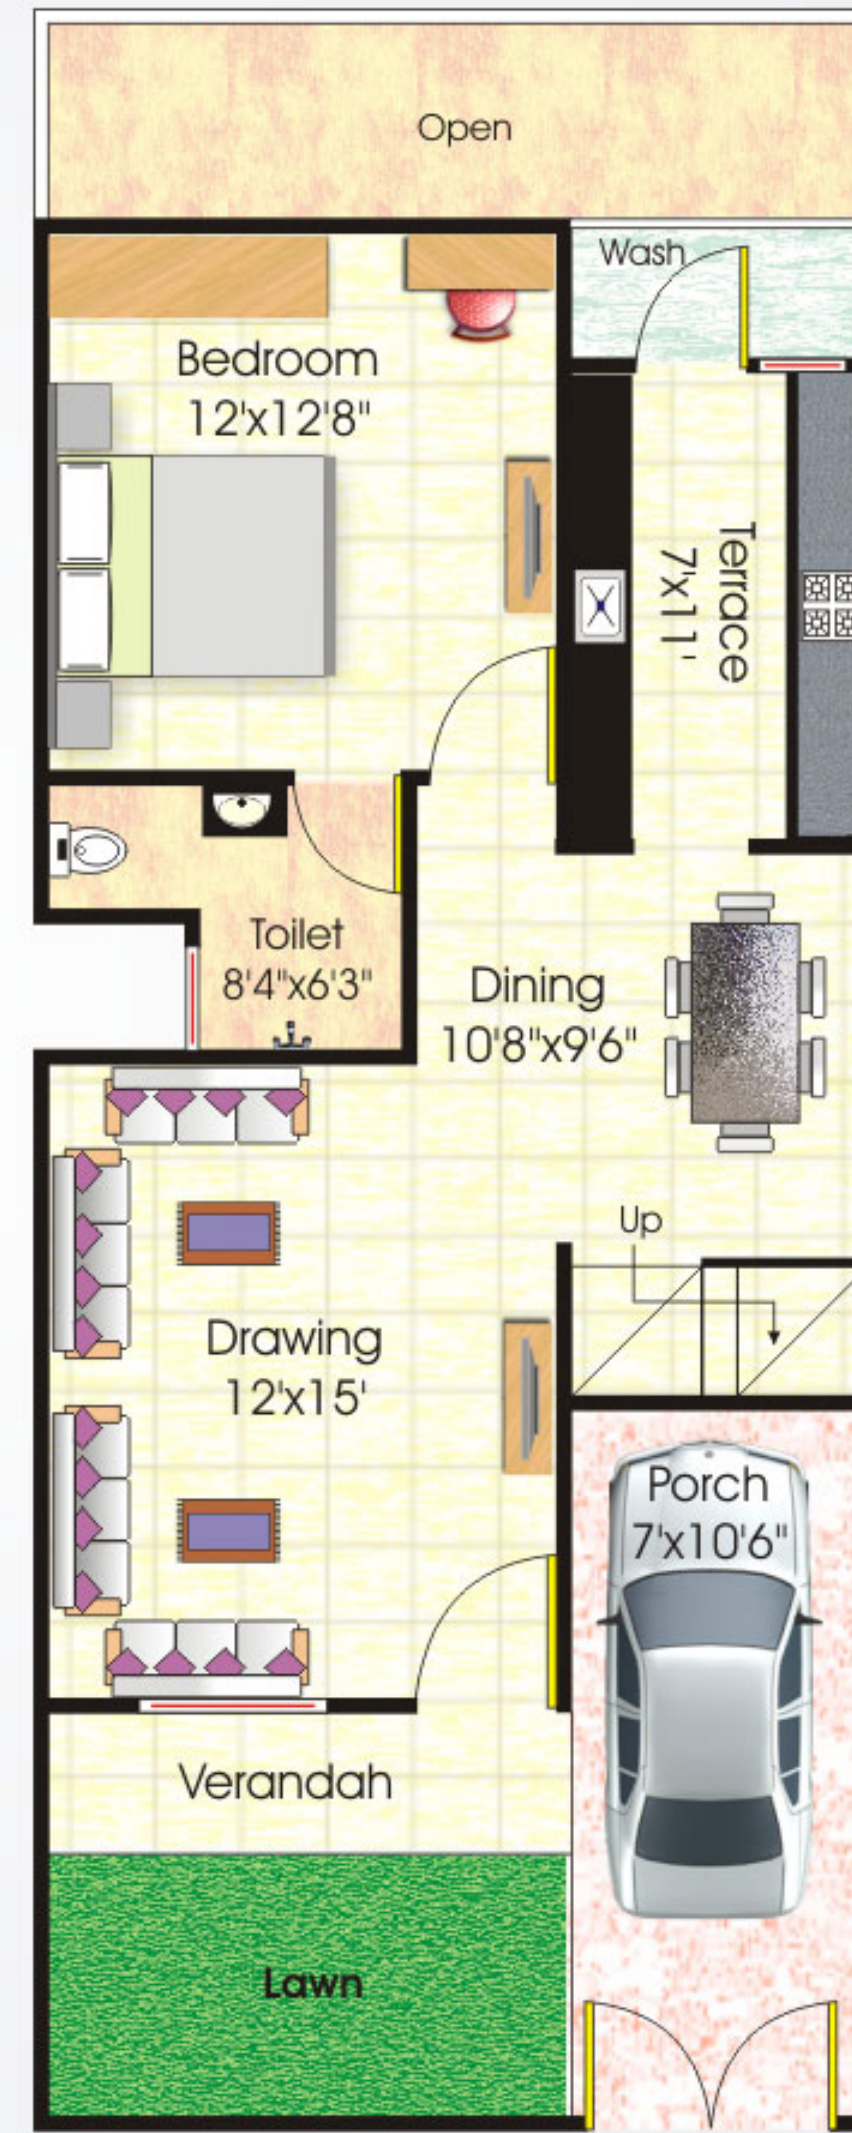 Open
Wash
Bedroom
12'x12'8"
Terrace
7'x11'
Toilet
8'4"x6'3"
Dining
10'8"x9'6"
Up
Drawing
12'x15'
Porch
7'x10'6"
Verandah
Lawn